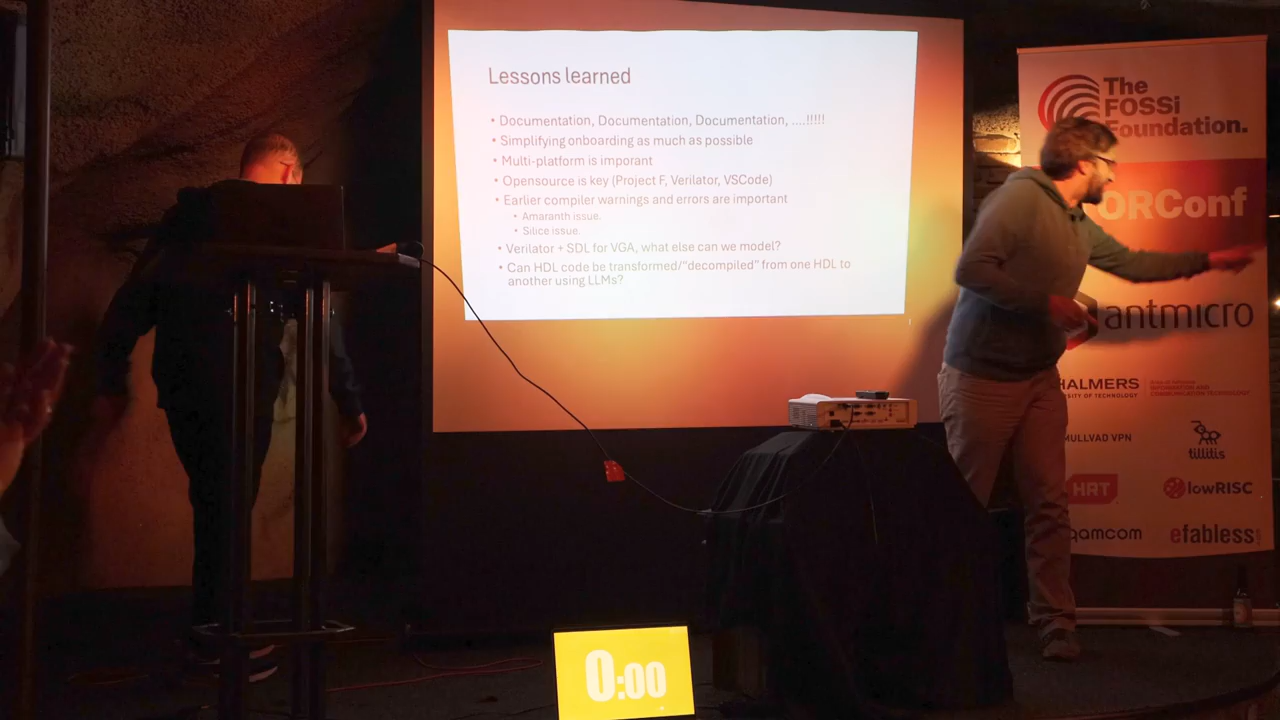 Lessons learned
• Documentation, Documentation, Documentation, ....!!!!!
• Simplifying onboarding as much as possible
• Multi-platform is imporant
• Opensource is key (Project F, Verilator, VSCode)
• Earlier compiler warnings and errors are important
• Amaranth issue.
• Silice issue.
• Verilator + SDL for VGA, what else can we model?
• Can HDL code be transformed/“decompiled” from one HDL to
another using LLMs?
The
FOSSi
Foundation.
ORConf
antmicro
HALMERS
MULLVAD VPN
tillitis
HRT
lowRISC
qamcom
efabless
0:00